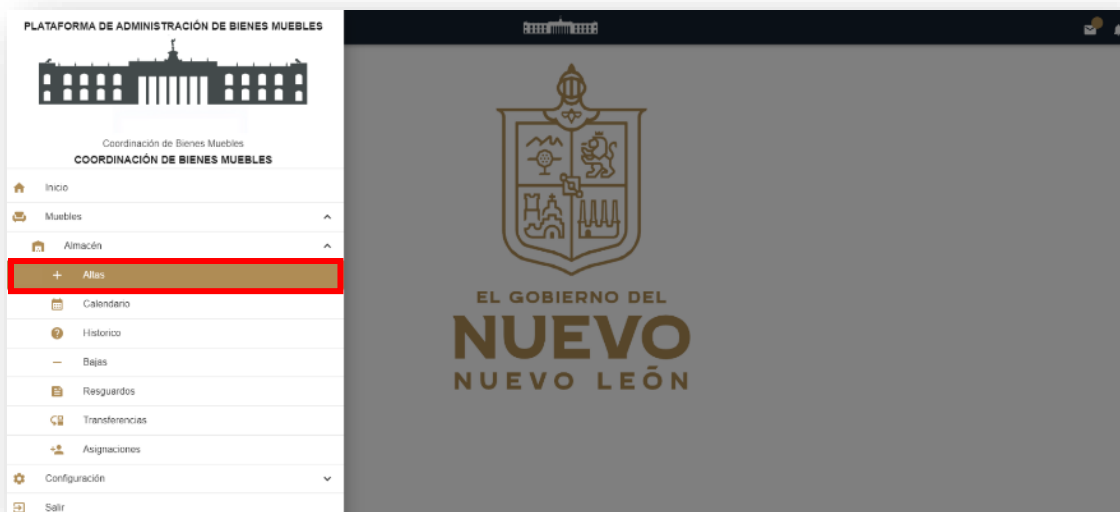 PLATAFORMA DE ADMINISTRACIÓN DE BIENES MUEBLES
Coordinación de Bienes Muebles
COORDINACIÓN DE BIENES MUEBLES
Inicio
Muebles
Almacén
Altas
Calendario
Historico
Bajas
Resguardos
Transferencias
Asignaciones
Configuración
Salir
EL GOBIERNO DEL
NUEVO
NUEVO LEÓN